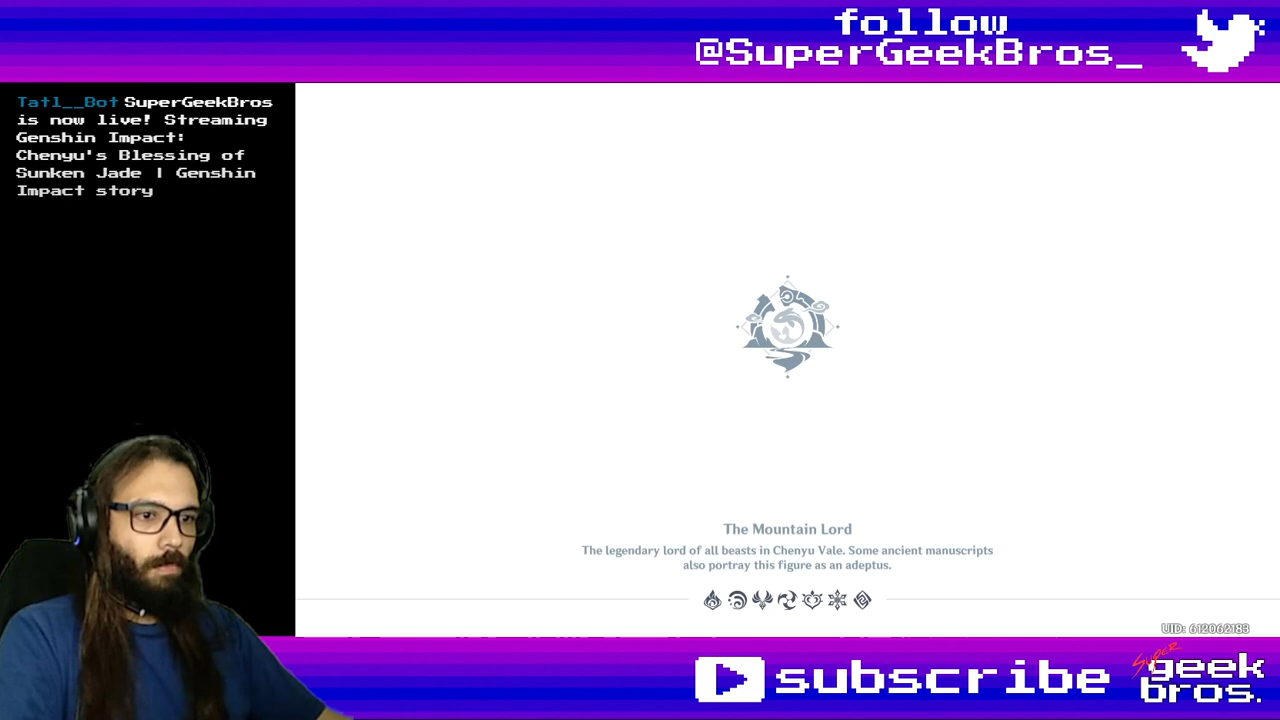 follow
@SuperGeekBros_
Tatl__Bot SuperGeekBros
is now live! Streaming
Genshin Impact:
Chenyu's Blessing of
Sunken Jade | Genshin
Impact story
The Mountain Lord
The legendary lord of all beasts in Chenyu Vale. Some ancient manuscripts
also portray this figure as an adeptus.
UID: 612062183
subscribe
SUPER
geek
bros.